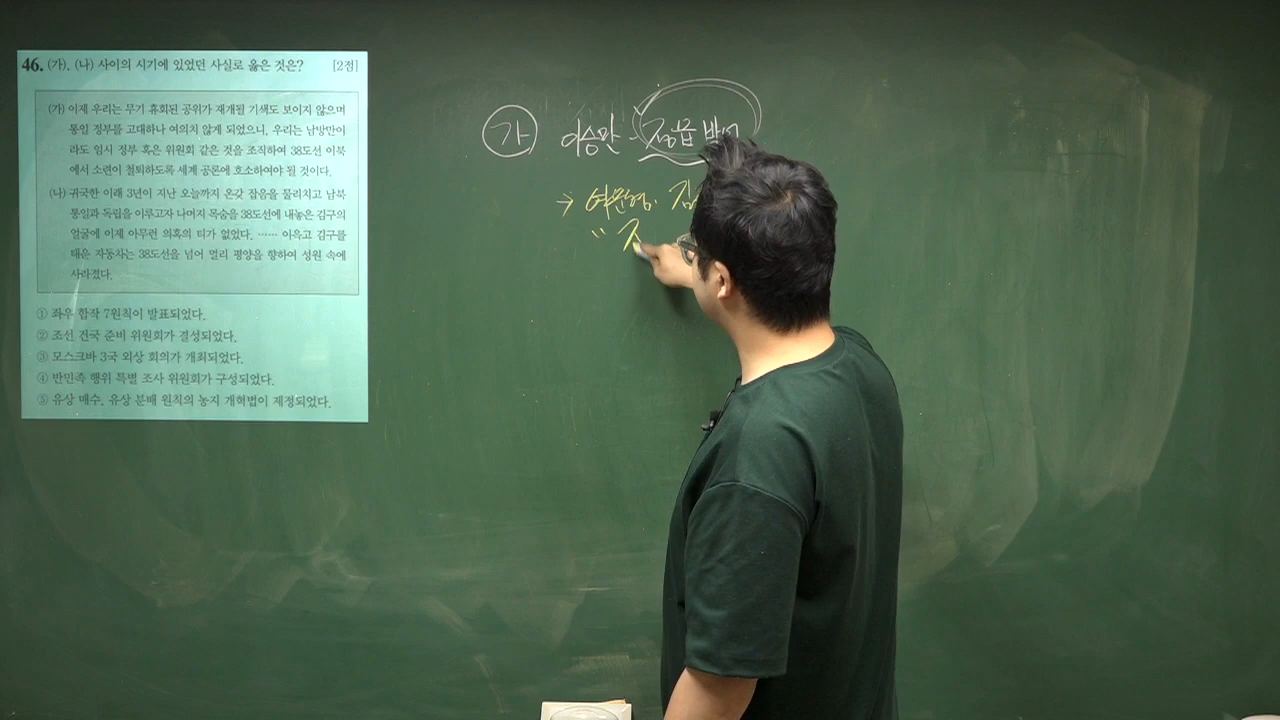 46. (가), (나) 사이의 시기에 있었던 사실로 옳은 것은? [2점]
(가) 이제 우리는 무기 휴회된 공위가 재개될 기색도 보이지 않으며
통일 정부를 고대하나 여의치 않게 되었으니, 우리는 남방만이
라도 임시 정부 혹은 위원회 같은 것을 조직하여 38도선 이북
에서 소련이 철퇴하도록 세계 공론에 호소하여야 될 것이다.
(나) 귀국한 이래 3년이 지난 오늘까지 온갖 잡음을 물리치고 남북
통일과 독립을 이루고자 나머지 목숨을 38도선에 내놓은 김구의
얼굴에 이제 아무런 의혹의 티가 없었다. …… 이윽고 김구를
태운 자동차는 38도선을 넘어 멀리 평양을 향하여 성원 속에
사라졌다.
① 좌우 합작 7원칙이 발표되었다.
② 조선 건국 준비 위원회가 결성되었다.
③ 모스크바 3국 외상 회의가 개최되었다.
④ 반민족 행위 특별 조사 위원회가 구성되었다.
⑤ 유상 매수, 유상 분배 원칙의 농지 개혁법이 제정되었다.
가 이승만 - 정읍 발언
→ 여운형, 김
"